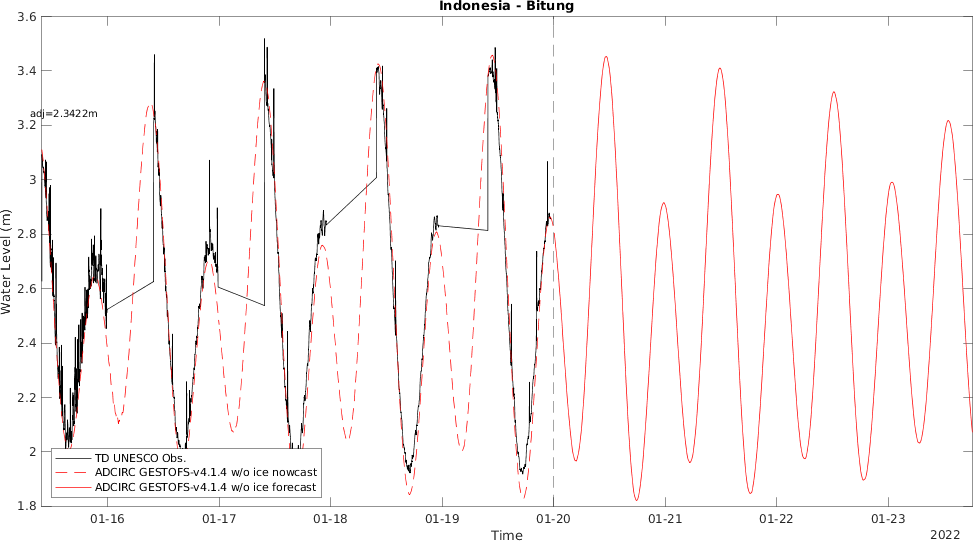 Indonesia - Bitung
3.6
3.4
adj=2.3422m
3.2
3
2.8
2.6
2.4
2.2
2
1.8
Water Level (m)
TD UNESCO Obs.
ADCIRC GESTOFS-v4.1.4 w/o ice nowcast
ADCIRC GESTOFS-v4.1.4 w/o ice forecast
01-16 01-17 01-18 01-19 01-20 01-21 01-22 01-23
Time
2022